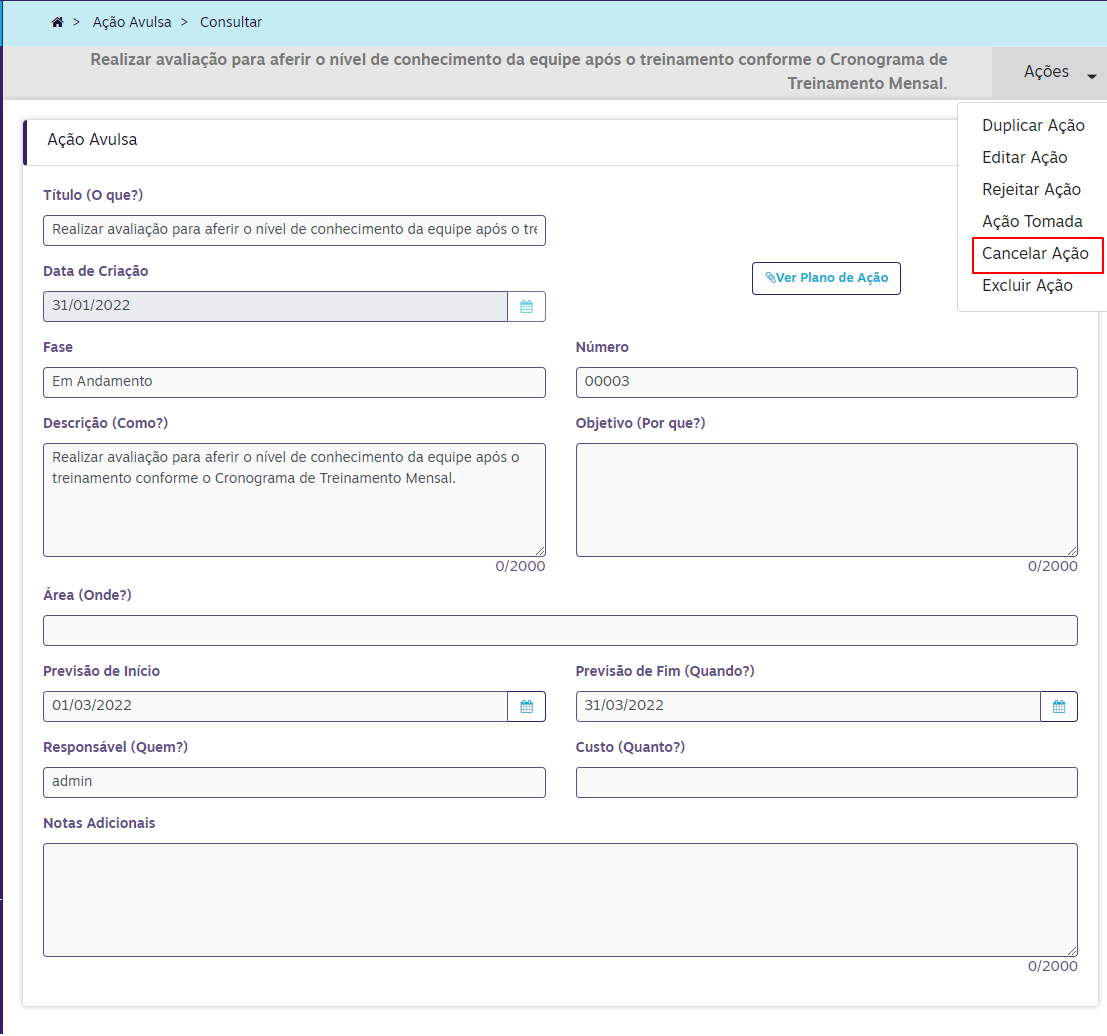 > Ação Avulsa > Consultar
Realizar avaliação para aferir o nível de conhecimento da equipe após o treinamento conforme o Cronograma de
Treinamento Mensal.
Ações
Duplicar Ação
Editar Ação
Rejeitar Ação
Ação Tomada
Cancelar Ação
Excluir Ação
Ação Avulsa
Título (O que?)
Realizar avaliação para aferir o nível de conhecimento da equipe após o tre
Data de Criação
31/01/2022
Ver Plano de Ação
Fase
Em Andamento
Número
00003
Descrição (Como?)
Realizar avaliação para aferir o nível de conhecimento da equipe após o
treinamento conforme o Cronograma de Treinamento Mensal.
0/2000
Objetivo (Por que?)
0/2000
Área (Onde?)
Previsão de Início
01/03/2022
Previsão de Fim (Quando?)
31/03/2022
Responsável (Quem?)
admin
Custo (Quanto?)
Notas Adicionais
0/2000